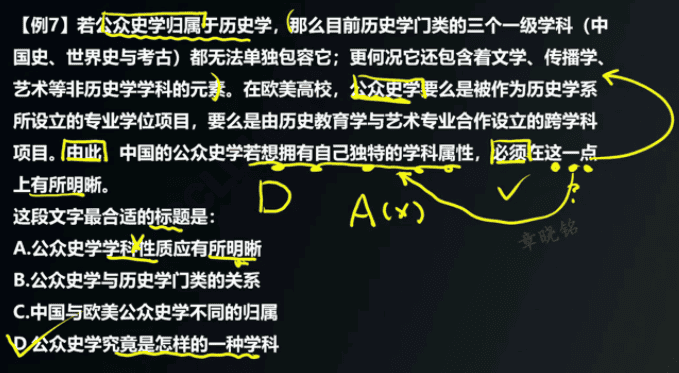 【例7】若公众史学归属于历史学，那么目前历史学门类的三个一级学科（中
国史、世界史与考古）都无法单独包容它；更何况它还包含着文学、传播学、
艺术等非历史学学科的元素。在欧美高校，公众史学要么是被作为历史学系
所设立的专业学位项目，要么是由历史教育学与艺术专业合作设立的跨学科
项目。由此，中国的公众史学若想拥有自己独特的学科属性，必须在这一点
上有所明晰。
D
A(×)
?
章晓铭
这段文字最合适的标题是：
A.公众史学学科性质应有所明晰
B.公众史学与历史学门类的关系
C.中国与欧美公众史学不同的归属
D.公众史学究竟是怎样的一种学科